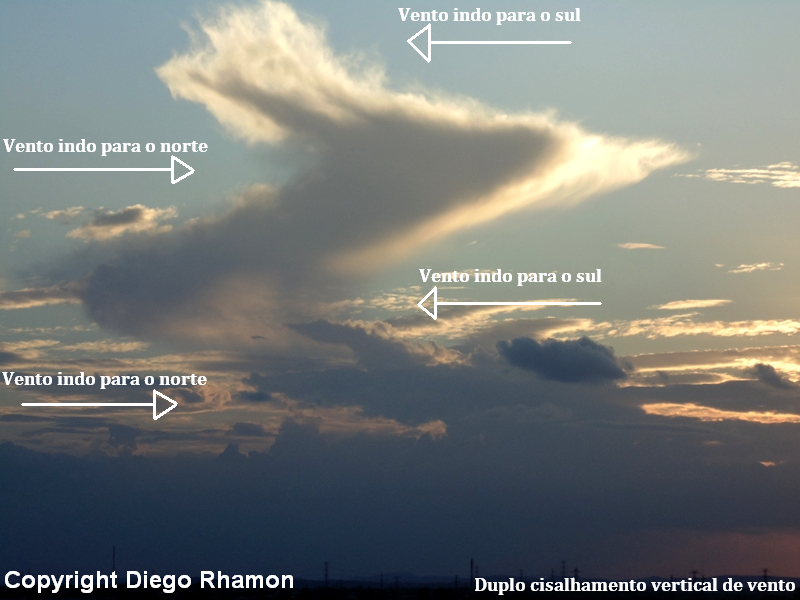 Vento indo para o sul
Vento indo para o norte
Vento indo para o sul
Vento indo para o norte
Copyright Diego Rhamon
Duplo cisalhamento vertical de vento